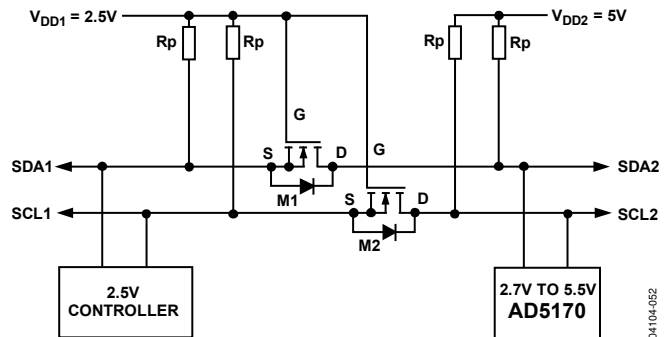 VDD1 = 2.5V
Rp
Rp
Rp
Rp
VDD2 = 5V
G
S
D
M1
G
S
D
M2
SDA1
SDA2
SCL1
SCL2
2.5V
CONTROLLER
2.7V TO 5.5V
AD5170
04104-052